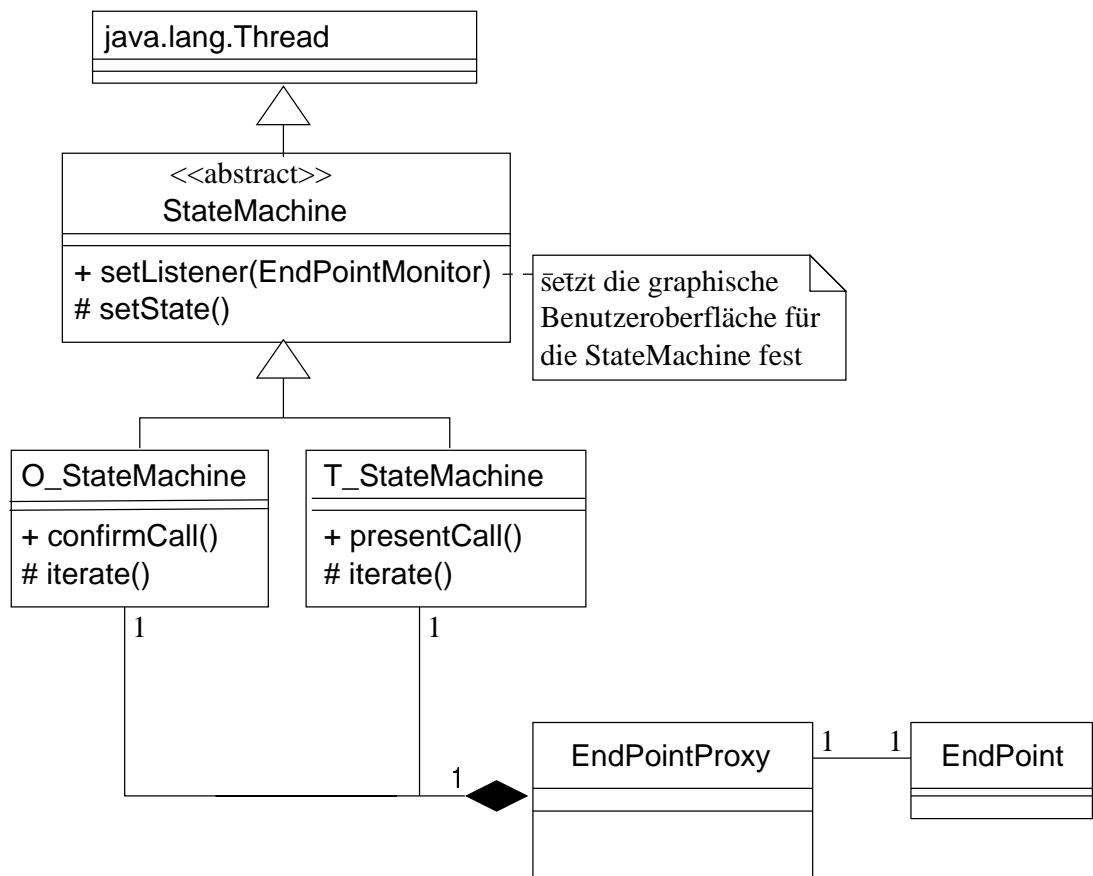 java.lang.Thread
<<abstract>>
StateMachine
+ setListener(EndPointMonitor)
# setState()
setzt die graphische
Benutzeroberfläche für
die StateMachine fest
O_StateMachine
+ confirmCall()
# iterate()
T_StateMachine
+ presentCall()
# iterate()
1
1
1
EndPointProxy
1
1
EndPoint